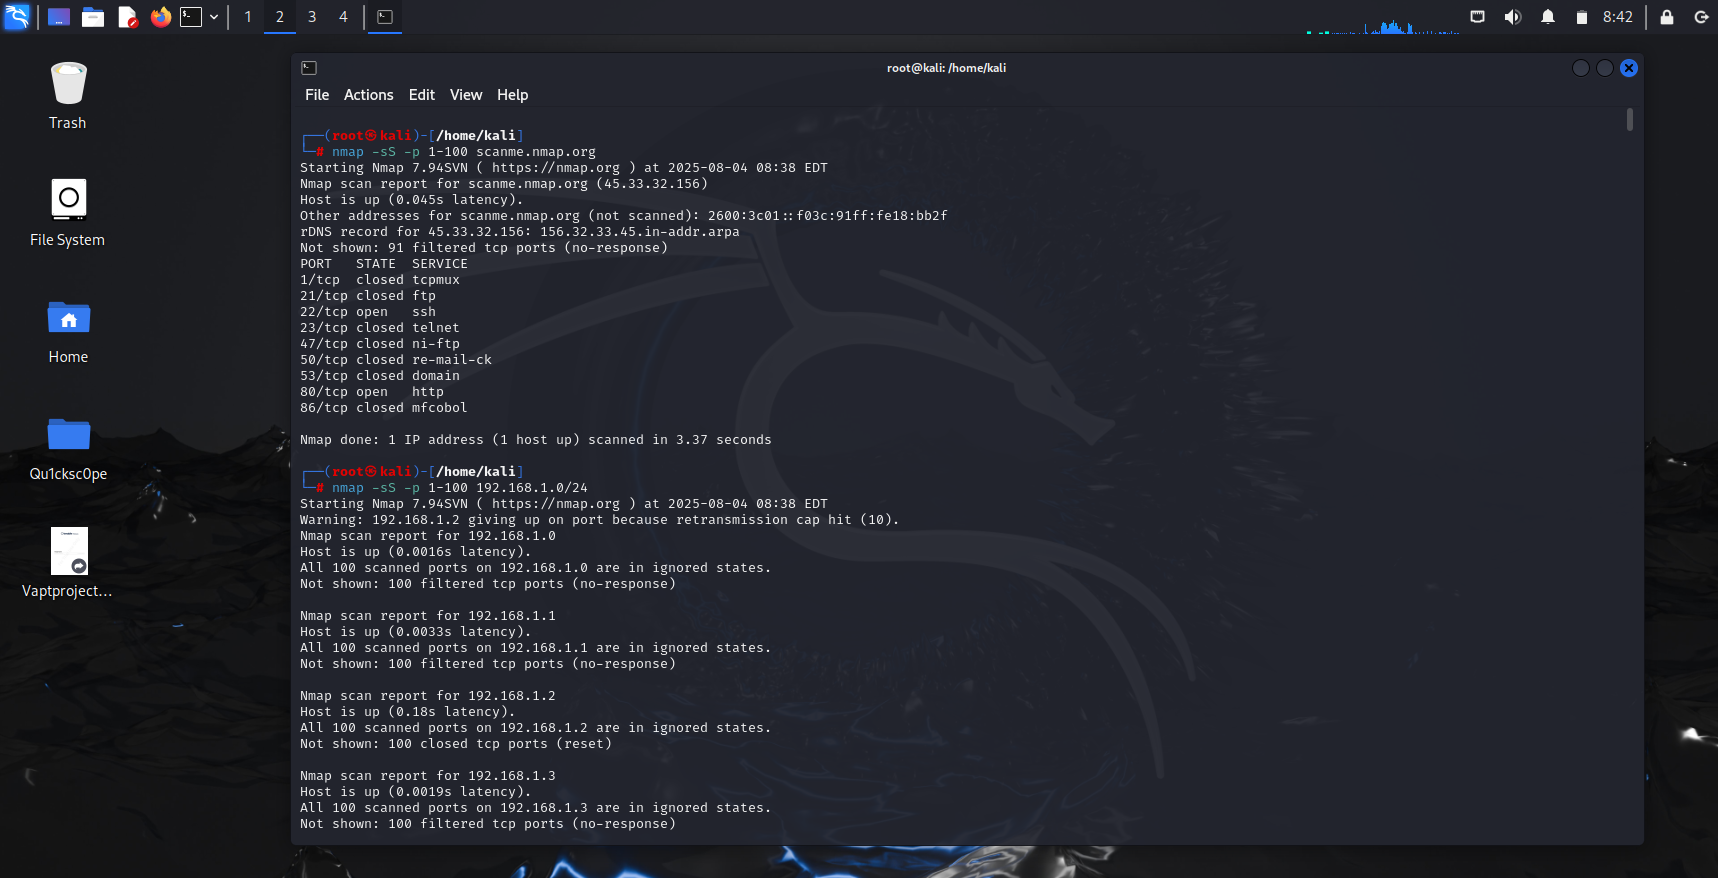 1 2 3 4 8:42
root@kali: /home/kali
File Actions Edit View Help
Trash
File System
Home
Qu1cksc0pe
Vaptproject...
┌──(root㉿kali)-[/home/kali]
└─# nmap -sS -p 1-100 scanme.nmap.org
Starting Nmap 7.94SVN ( https://nmap.org ) at 2025-08-04 08:38 EDT
Nmap scan report for scanme.nmap.org (45.33.32.156)
Host is up (0.045s latency).
Other addresses for scanme.nmap.org (not scanned): 2600:3c01::f03c:91ff:fe18:bb2f
rDNS record for 45.33.32.156: 156.32.33.45.in-addr.arpa
Not shown: 91 filtered tcp ports (no-response)
PORT   STATE  SERVICE
1/tcp  closed tcpmux
21/tcp closed ftp
22/tcp open   ssh
23/tcp closed telnet
47/tcp closed ni-ftp
50/tcp closed re-mail-ck
53/tcp closed domain
80/tcp open   http
86/tcp closed mfcobol
Nmap done: 1 IP address (1 host up) scanned in 3.37 seconds
┌──(root㉿kali)-[/home/kali]
└─# nmap -sS -p 1-100 192.168.1.0/24
Starting Nmap 7.94SVN ( https://nmap.org ) at 2025-08-04 08:38 EDT
Warning: 192.168.1.2 giving up on port because retransmission cap hit (10).
Nmap scan report for 192.168.1.0
Host is up (0.0016s latency).
All 100 scanned ports on 192.168.1.0 are in ignored states.
Not shown: 100 filtered tcp ports (no-response)
Nmap scan report for 192.168.1.1
Host is up (0.0033s latency).
All 100 scanned ports on 192.168.1.1 are in ignored states.
Not shown: 100 filtered tcp ports (no-response)
Nmap scan report for 192.168.1.2
Host is up (0.18s latency).
All 100 scanned ports on 192.168.1.2 are in ignored states.
Not shown: 100 closed tcp ports (reset)
Nmap scan report for 192.168.1.3
Host is up (0.0019s latency).
All 100 scanned ports on 192.168.1.3 are in ignored states.
Not shown: 100 filtered tcp ports (no-response)